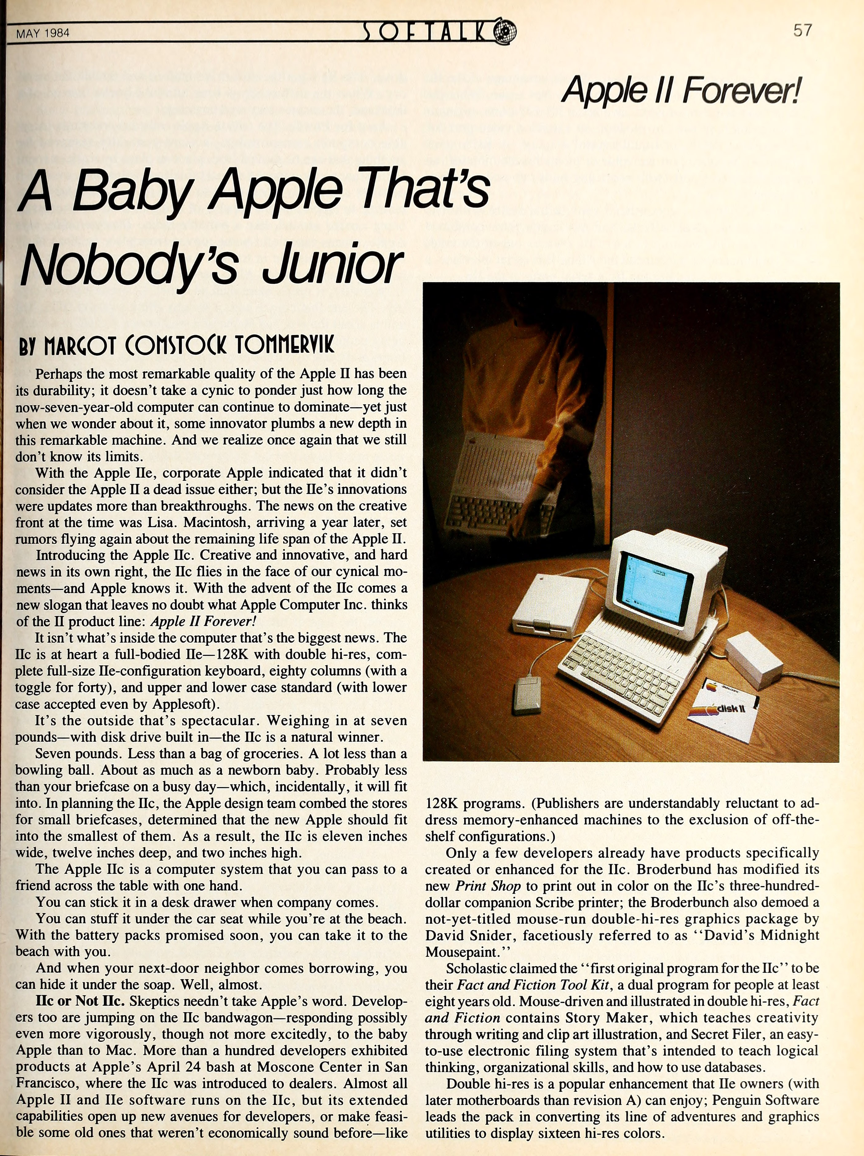 MAY 1984
SOFTALK
57
Apple II Forever!
A Baby Apple That's
Nobody's Junior
BY MARGOT COMSTOCK TOMMERVIK
Perhaps the most remarkable quality of the Apple II has been
its durability; it doesn't take a cynic to ponder just how long the
now-seven-year-old computer can continue to dominate—yet just
when we wonder about it, some innovator plumbs a new depth in
this remarkable machine. And we realize once again that we still
don't know its limits.
With the Apple IIe, corporate Apple indicated that it didn't
consider the Apple II a dead issue either; but the IIe's innovations
were updates more than breakthroughs. The news on the creative
front at the time was Lisa. Macintosh, arriving a year later, set
rumors flying again about the remaining life span of the Apple II.
Introducing the Apple IIc. Creative and innovative, and hard
news in its own right, the IIc flies in the face of our cynical mo-
ments—and Apple knows it. With the advent of the IIc comes a
new slogan that leaves no doubt what Apple Computer Inc. thinks
of the II product line: Apple II Forever!
It isn't what's inside the computer that's the biggest news. The
IIc is at heart a full-bodied IIe—128K with double hi-res, com-
plete full-size IIe-configuration keyboard, eighty columns (with a
toggle for forty), and upper and lower case standard (with lower
case accepted even by Applesoft).
It's the outside that's spectacular. Weighing in at seven
pounds—with disk drive built in—the IIc is a natural winner.
Seven pounds. Less than a bag of groceries. A lot less than a
bowling ball. About as much as a newborn baby. Probably less
than your briefcase on a busy day—which, incidentally, it will fit
into. In planning the IIc, the Apple design team combed the stores
for small briefcases, determined that the new Apple should fit
into the smallest of them. As a result, the IIc is eleven inches
wide, twelve inches deep, and two inches high.
The Apple IIc is a computer system that you can pass to a
friend across the table with one hand.
You can stick it in a desk drawer when company comes.
You can stuff it under the car seat while you're at the beach.
With the battery packs promised soon, you can take it to the
beach with you.
And when your next-door neighbor comes borrowing, you
can hide it under the soap. Well, almost.
IIc or Not IIc. Skeptics needn't take Apple's word. Develop-
ers too are jumping on the IIc bandwagon—responding possibly
even more vigorously, though not more excitedly, to the baby
Apple than to Mac. More than a hundred developers exhibited
products at Apple's April 24 bash at Moscone Center in San
Francisco, where the IIc was introduced to dealers. Almost all
Apple II and IIe software runs on the IIc, but its extended
capabilities open up new avenues for developers, or make feasi-
ble some old ones that weren't economically sound before—like
disk II
128K programs. (Publishers are understandably reluctant to ad-
dress memory-enhanced machines to the exclusion of off-the-
shelf configurations.)
Only a few developers already have products specifically
created or enhanced for the IIc. Broderbund has modified its
new Print Shop to print out in color on the IIc's three-hundred-
dollar companion Scribe printer; the Broderbunch also demoed a
not-yet-titled mouse-run double-hi-res graphics package by
David Snider, facetiously referred to as "David's Midnight
Mousepaint."
Scholastic claimed the "first original program for the IIc" to be
their Fact and Fiction Tool Kit, a dual program for people at least
eight years old. Mouse-driven and illustrated in double hi-res, Fact
and Fiction contains Story Maker, which teaches creativity
through writing and clip art illustration, and Secret Filer, an easy-
to-use electronic filing system that's intended to teach logical
thinking, organizational skills, and how to use databases.
Double hi-res is a popular enhancement that IIe owners (with
later motherboards than revision A) can enjoy; Penguin Software
leads the pack in converting its line of adventures and graphics
utilities to display sixteen hi-res colors.